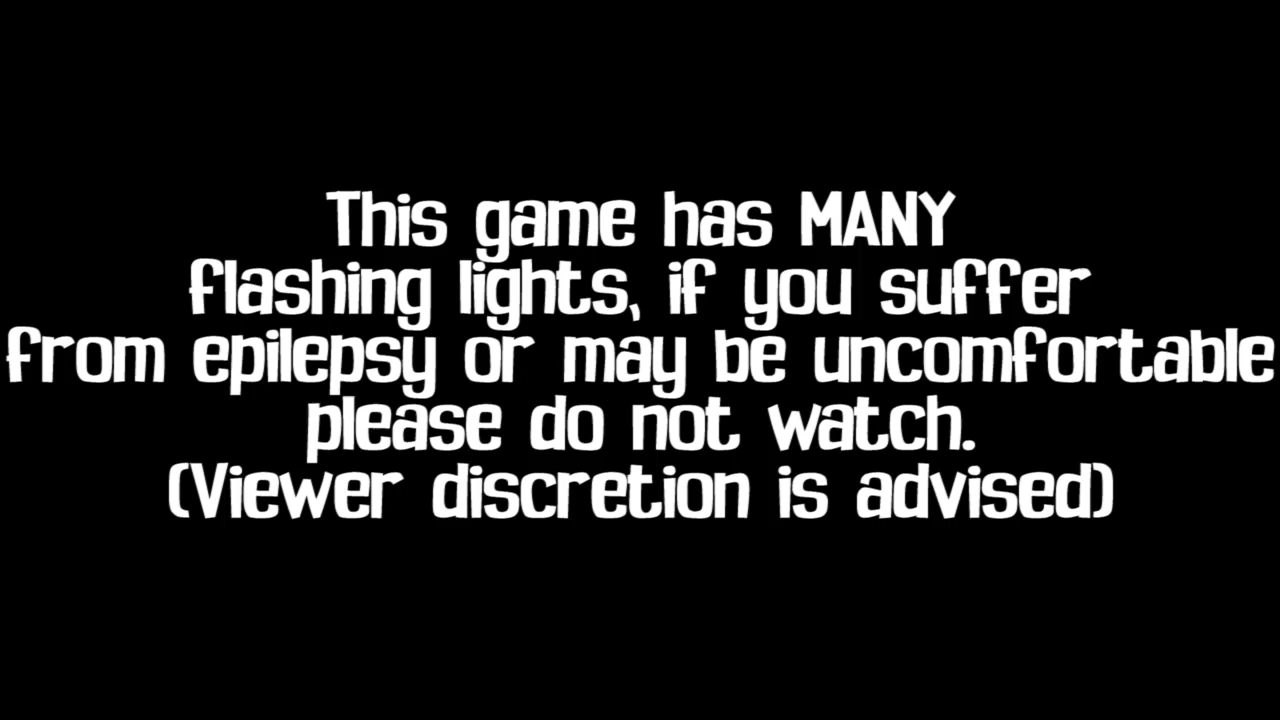 This game has MANY
flashing lights, if you suffer
from epilepsy or may be uncomfortable
please do not watch.
(Viewer discretion is advised)